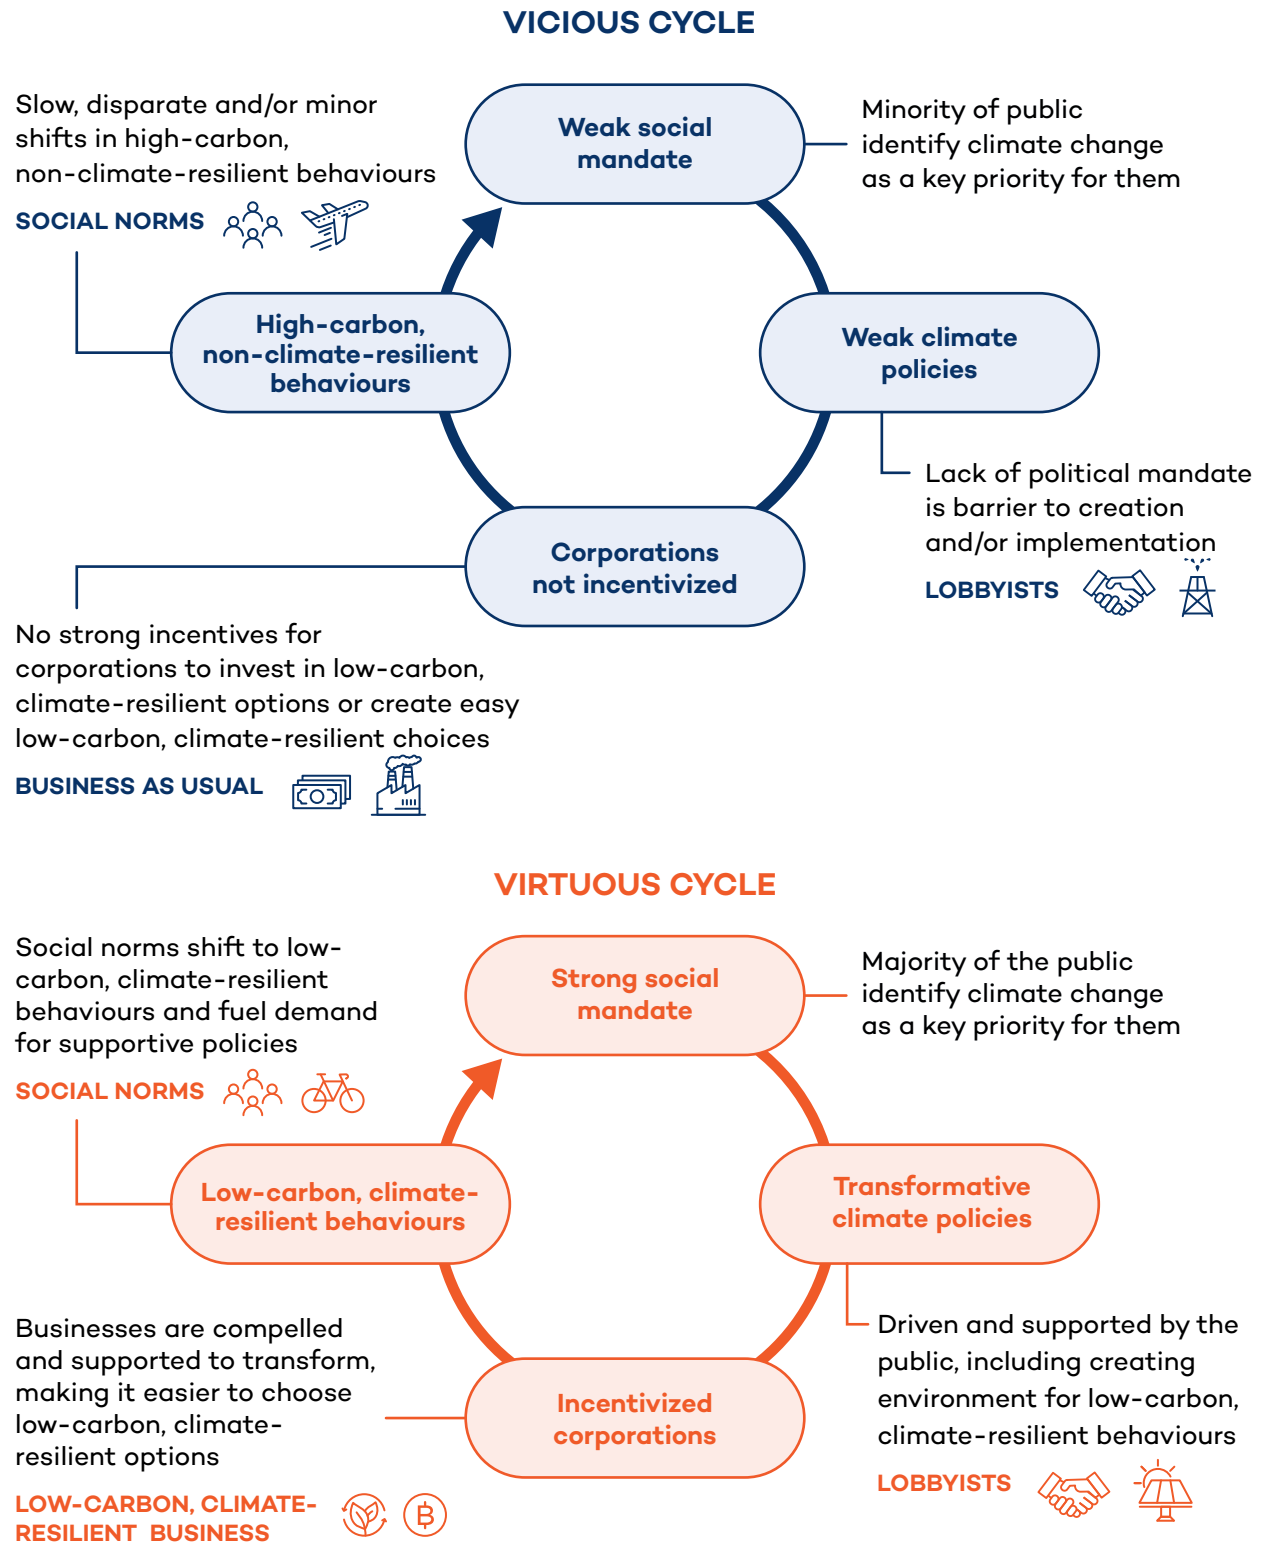 VICIOUS CYCLE
Slow, disparate and/or minor
shifts in high-carbon,
non-climate-resilient behaviours
SOCIAL NORMS
Weak social
mandate
Minority of public
identify climate change
as a key priority for them
High-carbon,
non-climate-resilient
behaviours
Weak climate
policies
Lack of political mandate
is barrier to creation
and/or implementation
LOBBYISTS
Corporations
not incentivized
No strong incentives for
corporations to invest in low-carbon,
climate-resilient options or create easy
low-carbon, climate-resilient choices
BUSINESS AS USUAL
VIRTUOUS CYCLE
Social norms shift to low-
carbon, climate-resilient
behaviours and fuel demand
for supportive policies
SOCIAL NORMS
Strong social
mandate
Majority of the public
identify climate change
as a key priority for them
Low-carbon, climate-
resilient behaviours
Transformative
climate policies
Driven and supported by the
public, including creating
environment for low-carbon,
climate-resilient behaviours
LOBBYISTS
Incentivized
corporations
Businesses are compelled
and supported to transform,
making it easier to choose
low-carbon, climate-
resilient options
LOW-CARBON, CLIMATE-
RESILIENT BUSINESS